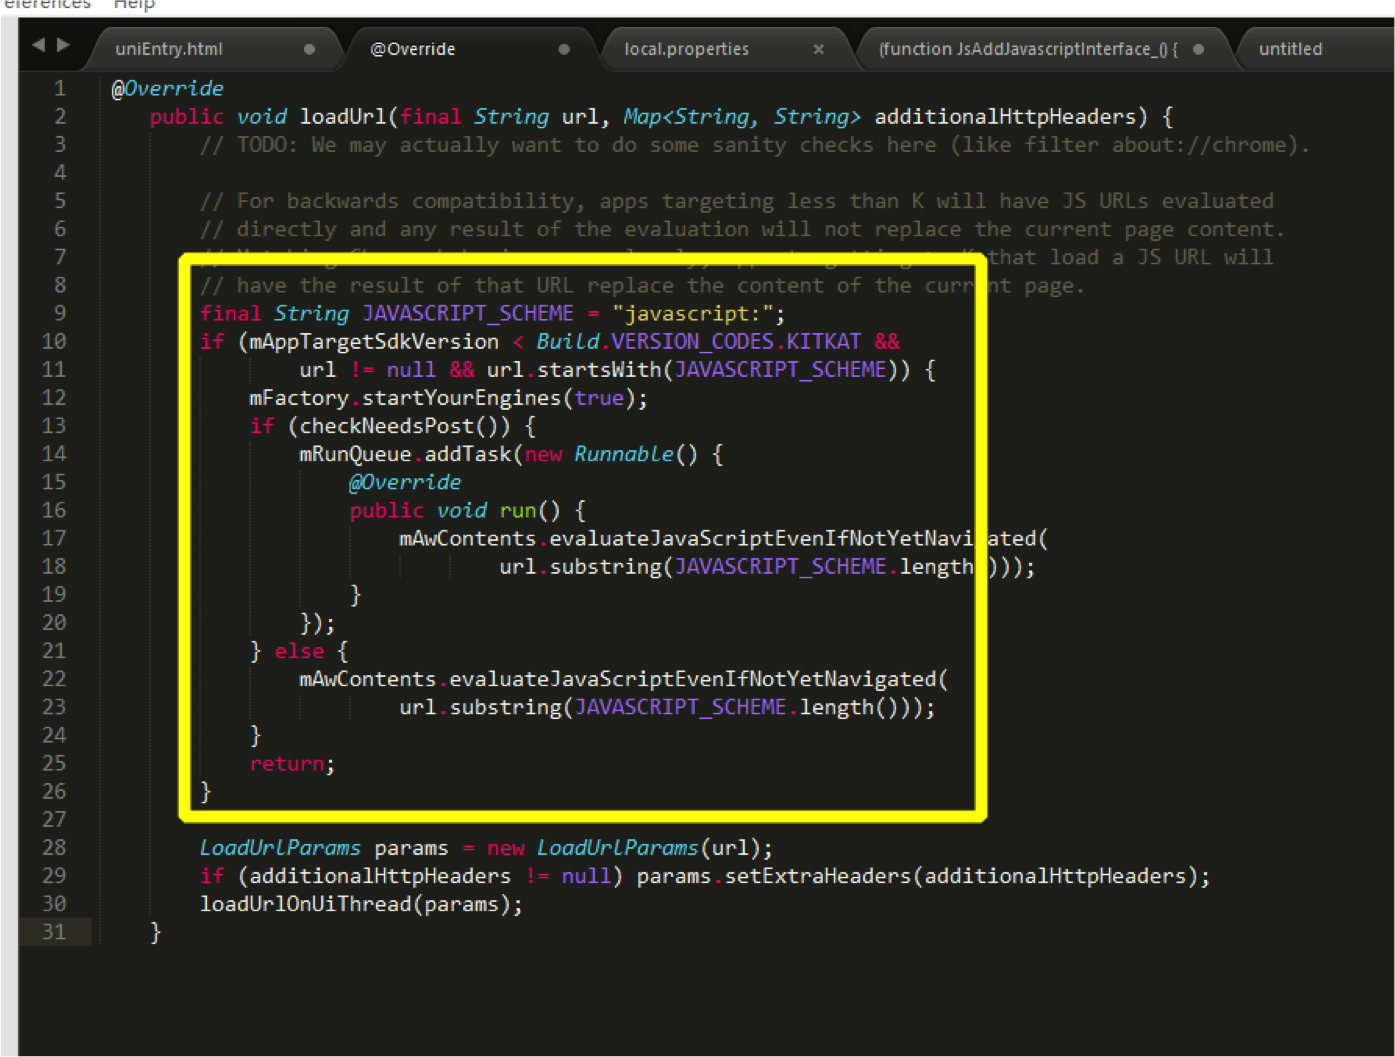 eferences Help
uniEntry.html @Override local.properties × (function JsAddJavascriptInterface_() { untitled
1 @Override
2 public void loadUrl(final String url, Map<String, String> additionalHttpHeaders) {
3 // TODO: We may actually want to do some sanity checks here (like filter about://chrome).
4
5 // For backwards compatibility, apps targeting less than K will have JS URLs evaluated
6 // directly and any result of the evaluation will not replace the current page content.
7 that load a JS URL will
8 // have the result of that URL replace the content of the current page.
9 final String JAVASCRIPT_SCHEME = "javascript:";
10 if (mAppTargetSdkVersion < Build.VERSION_CODES.KITKAT &&
11 url != null && url.startsWith(JAVASCRIPT_SCHEME)) {
12 mFactory.startYourEngines(true);
13 if (checkNeedsPost()) {
14 mRunQueue.addTask(new Runnable() {
15 @Override
16 public void run() {
17 mAwContents.evaluateJavaScriptEvenIfNotYetNavigated(
18 url.substring(JAVASCRIPT_SCHEME.length()));
19 }
20 });
21 } else {
22 mAwContents.evaluateJavaScriptEvenIfNotYetNavigated(
23 url.substring(JAVASCRIPT_SCHEME.length()));
24 }
25 return;
26 }
27
28 LoadUrlParams params = new LoadUrlParams(url);
29 if (additionalHttpHeaders != null) params.setExtraHeaders(additionalHttpHeaders);
30 loadUrlOnUiThread(params);
31 }